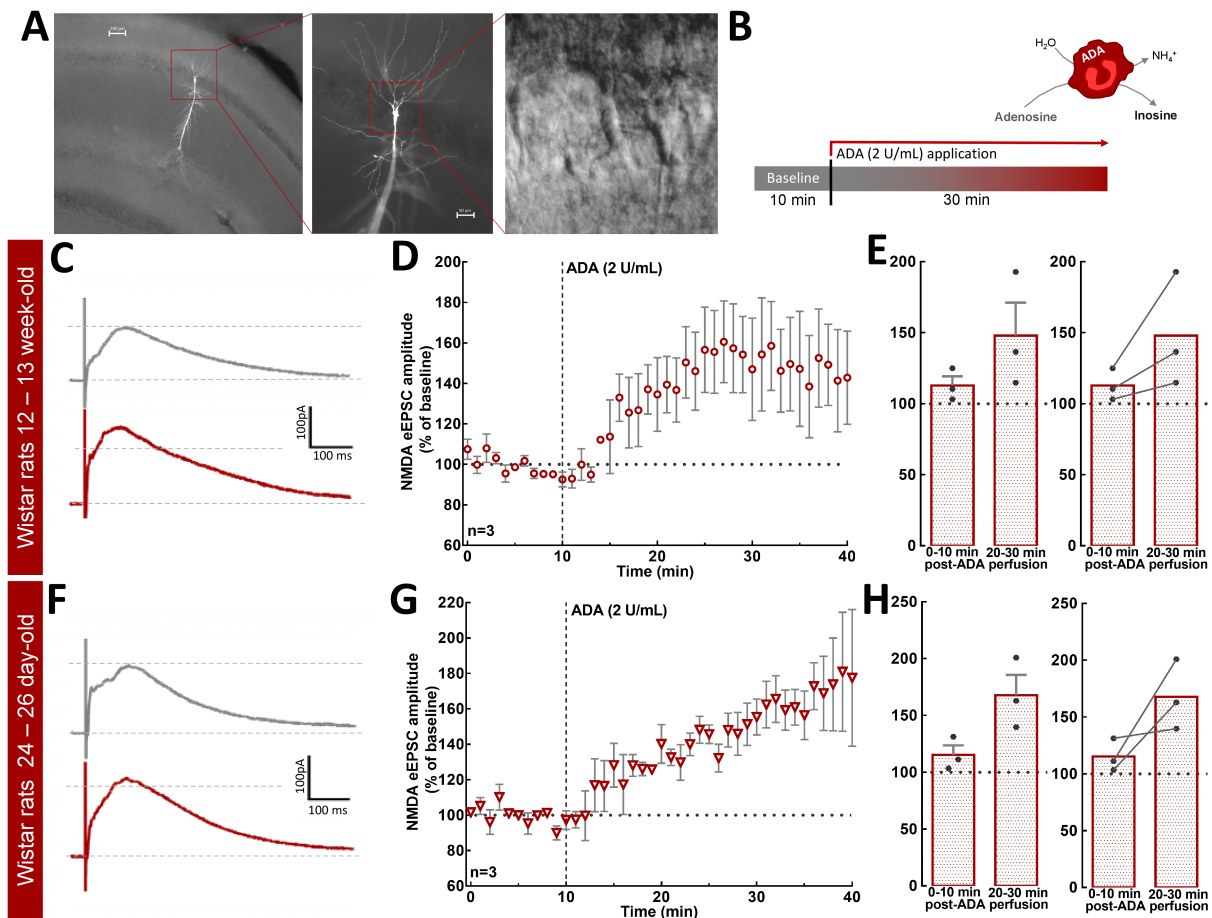 A
100 µm
50 µm
B
H₂O
ADA
NH₄⁺
Adenosine
Inosine
ADA (2 U/mL) application
Baseline
10 min
30 min
Wistar rats 12 – 13 week-old
C
100pA
100 ms
D
ADA (2 U/mL)
NMDA eEPSC amplitude
(% of baseline)
200
180
160
140
120
100
80
60
n=3
0
10
20
30
40
Time (min)
E
200
150
100
50
0
0-10 min
post-ADA
20-30 min
perfusion
200
150
100
50
0
0-10 min
post-ADA
20-30 min
perfusion
Wistar rats 24 – 26 day-old
F
100pA
100 ms
G
ADA (2 U/mL)
NMDA eEPSC amplitude
(% of baseline)
220
200
180
160
140
120
100
80
60
n=3
0
10
20
30
40
Time (min)
H
250
200
150
100
50
0
0-10 min
post-ADA
20-30 min
perfusion
250
200
150
100
50
0
0-10 min
post-ADA
20-30 min
perfusion